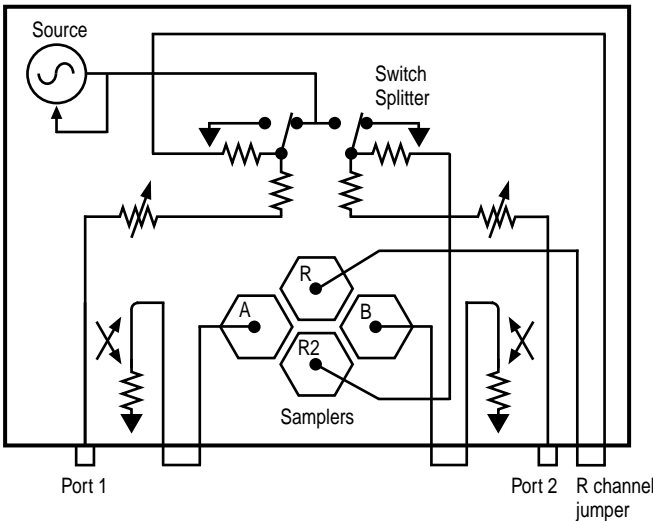 Source
Switch
Splitter
R
A
B
R2
Samplers
Port 1
Port 2
R channel
jumper